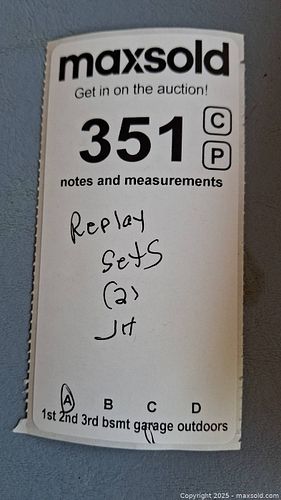 maxsold
Get in on the auction!
351 C
P
notes and measurements
Replay
Sets
(2)
JH
A B C D
1st 2nd 3rd bsmt garage outdoors
Copyright 2025 - maxsold.com